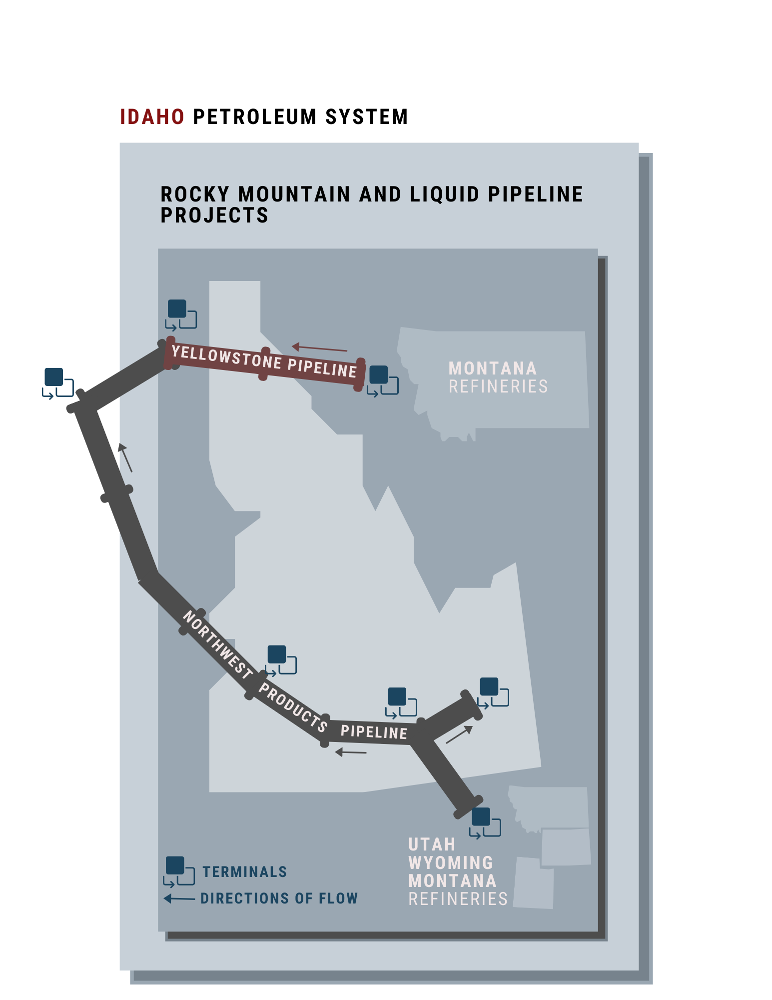 IDAHO PETROLEUM SYSTEM
ROCKY MOUNTAIN AND LIQUID PIPELINE
PROJECTS
YELLOWSTONE PIPELINE
MONTANA
REFINERIES
NORTHWEST PRODUCTS PIPELINE
UTAH
WYOMING
MONTANA
REFINERIES
TERMINALS
DIRECTIONS OF FLOW